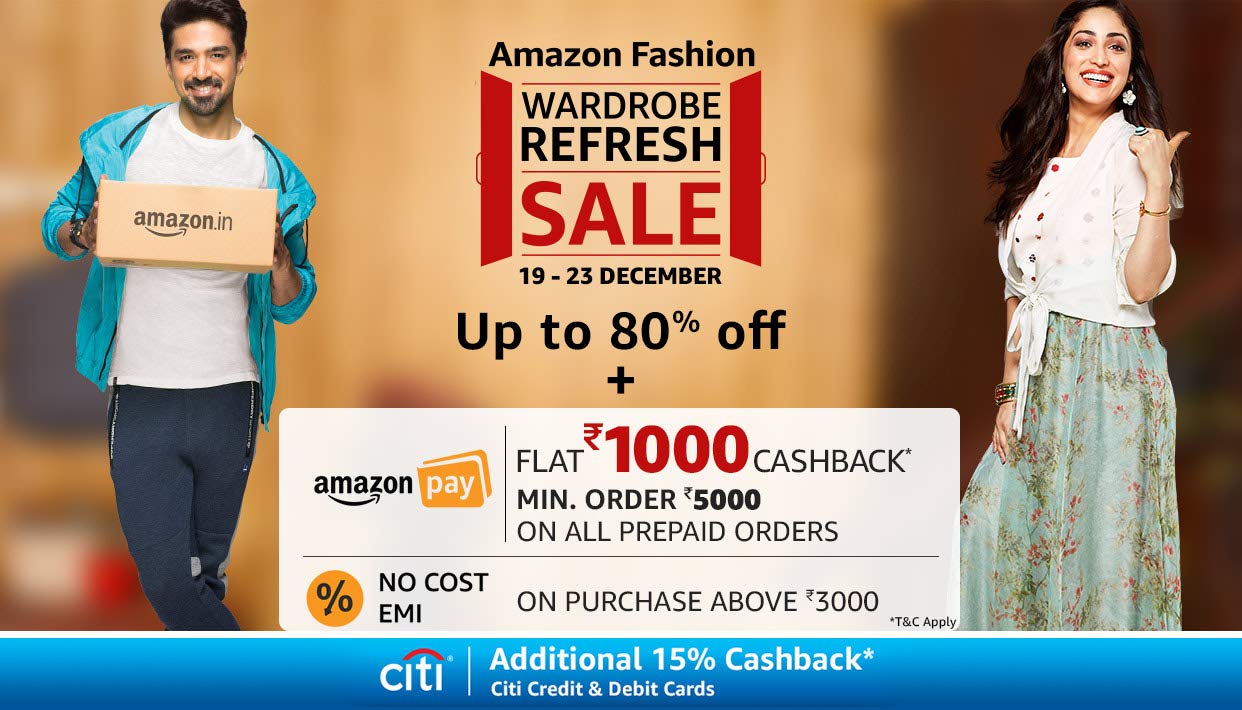 Amazon Fashion
WARDROBE
REFRESH
SALE
19 - 23 DECEMBER
Up to 80% off
+
amazon.in
amazon pay
FLAT ₹1000 CASHBACK*
MIN. ORDER ₹5000
ON ALL PREPAID ORDERS
%
NO COST
EMI
ON PURCHASE ABOVE ₹3000
*T&C Apply
citi®
Additional 15% Cashback*
Citi Credit & Debit Cards